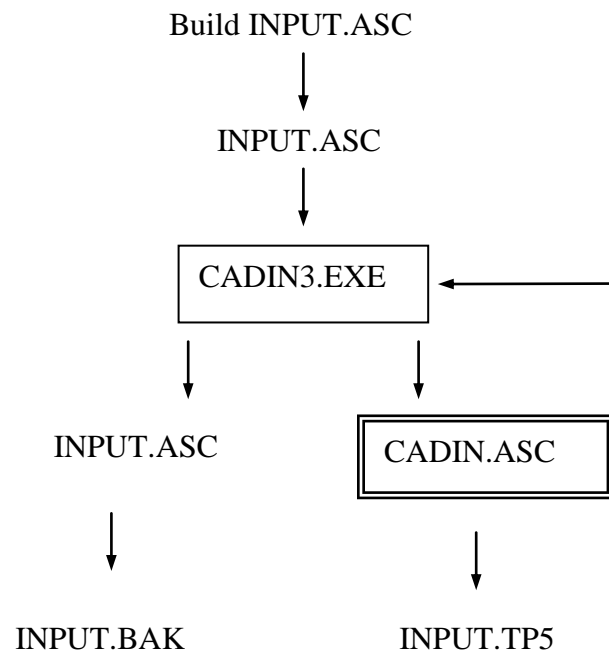 Build INPUT.ASC
INPUT.ASC
CADIN3.EXE
INPUT.ASC
CADIN.ASC
INPUT.BAK
INPUT.TP5